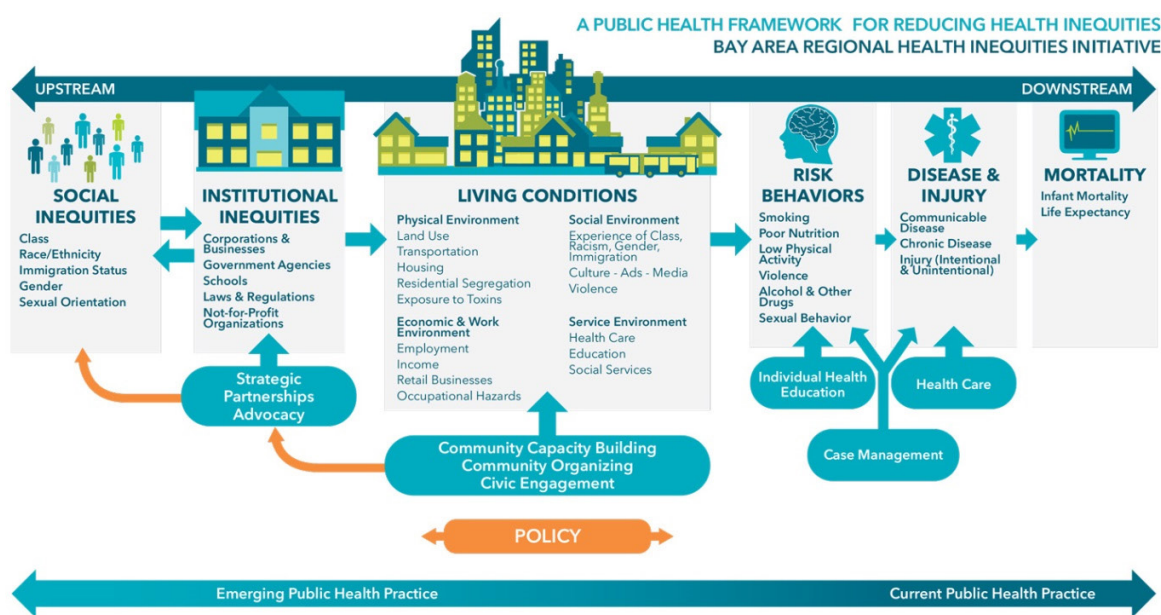 A PUBLIC HEALTH FRAMEWORK FOR REDUCING HEALTH INEQUITIES
BAY AREA REGIONAL HEALTH INEQUITIES INITIATIVE
UPSTREAM
DOWNSTREAM
SOCIAL
INEQUITIES
Class
Race/Ethnicity
Immigration Status
Gender
Sexual Orientation
INSTITUTIONAL
INEQUITIES
Corporations &
Businesses
Government Agencies
Schools
Laws & Regulations
Not-for-Profit
Organizations
LIVING CONDITIONS
Physical Environment
Land Use
Transportation
Housing
Residential Segregation
Exposure to Toxins
Economic & Work
Environment
Employment
Income
Retail Businesses
Occupational Hazards
Social Environment
Experience of Class,
Racism, Gender,
Immigration
Culture - Ads - Media
Violence
Service Environment
Health Care
Education
Social Services
RISK
BEHAVIORS
Smoking
Poor Nutrition
Low Physical
Activity
Violence
Alcohol & Other
Drugs
Sexual Behavior
DISEASE &
INJURY
Communicable
Disease
Chronic Disease
Injury (Intentional
& Unintentional)
MORTALITY
Infant Mortality
Life Expectancy
Strategic
Partnerships
Advocacy
Community Capacity Building
Community Organizing
Civic Engagement
Individual Health
Education
Health Care
Case Management
POLICY
Emerging Public Health Practice
Current Public Health Practice